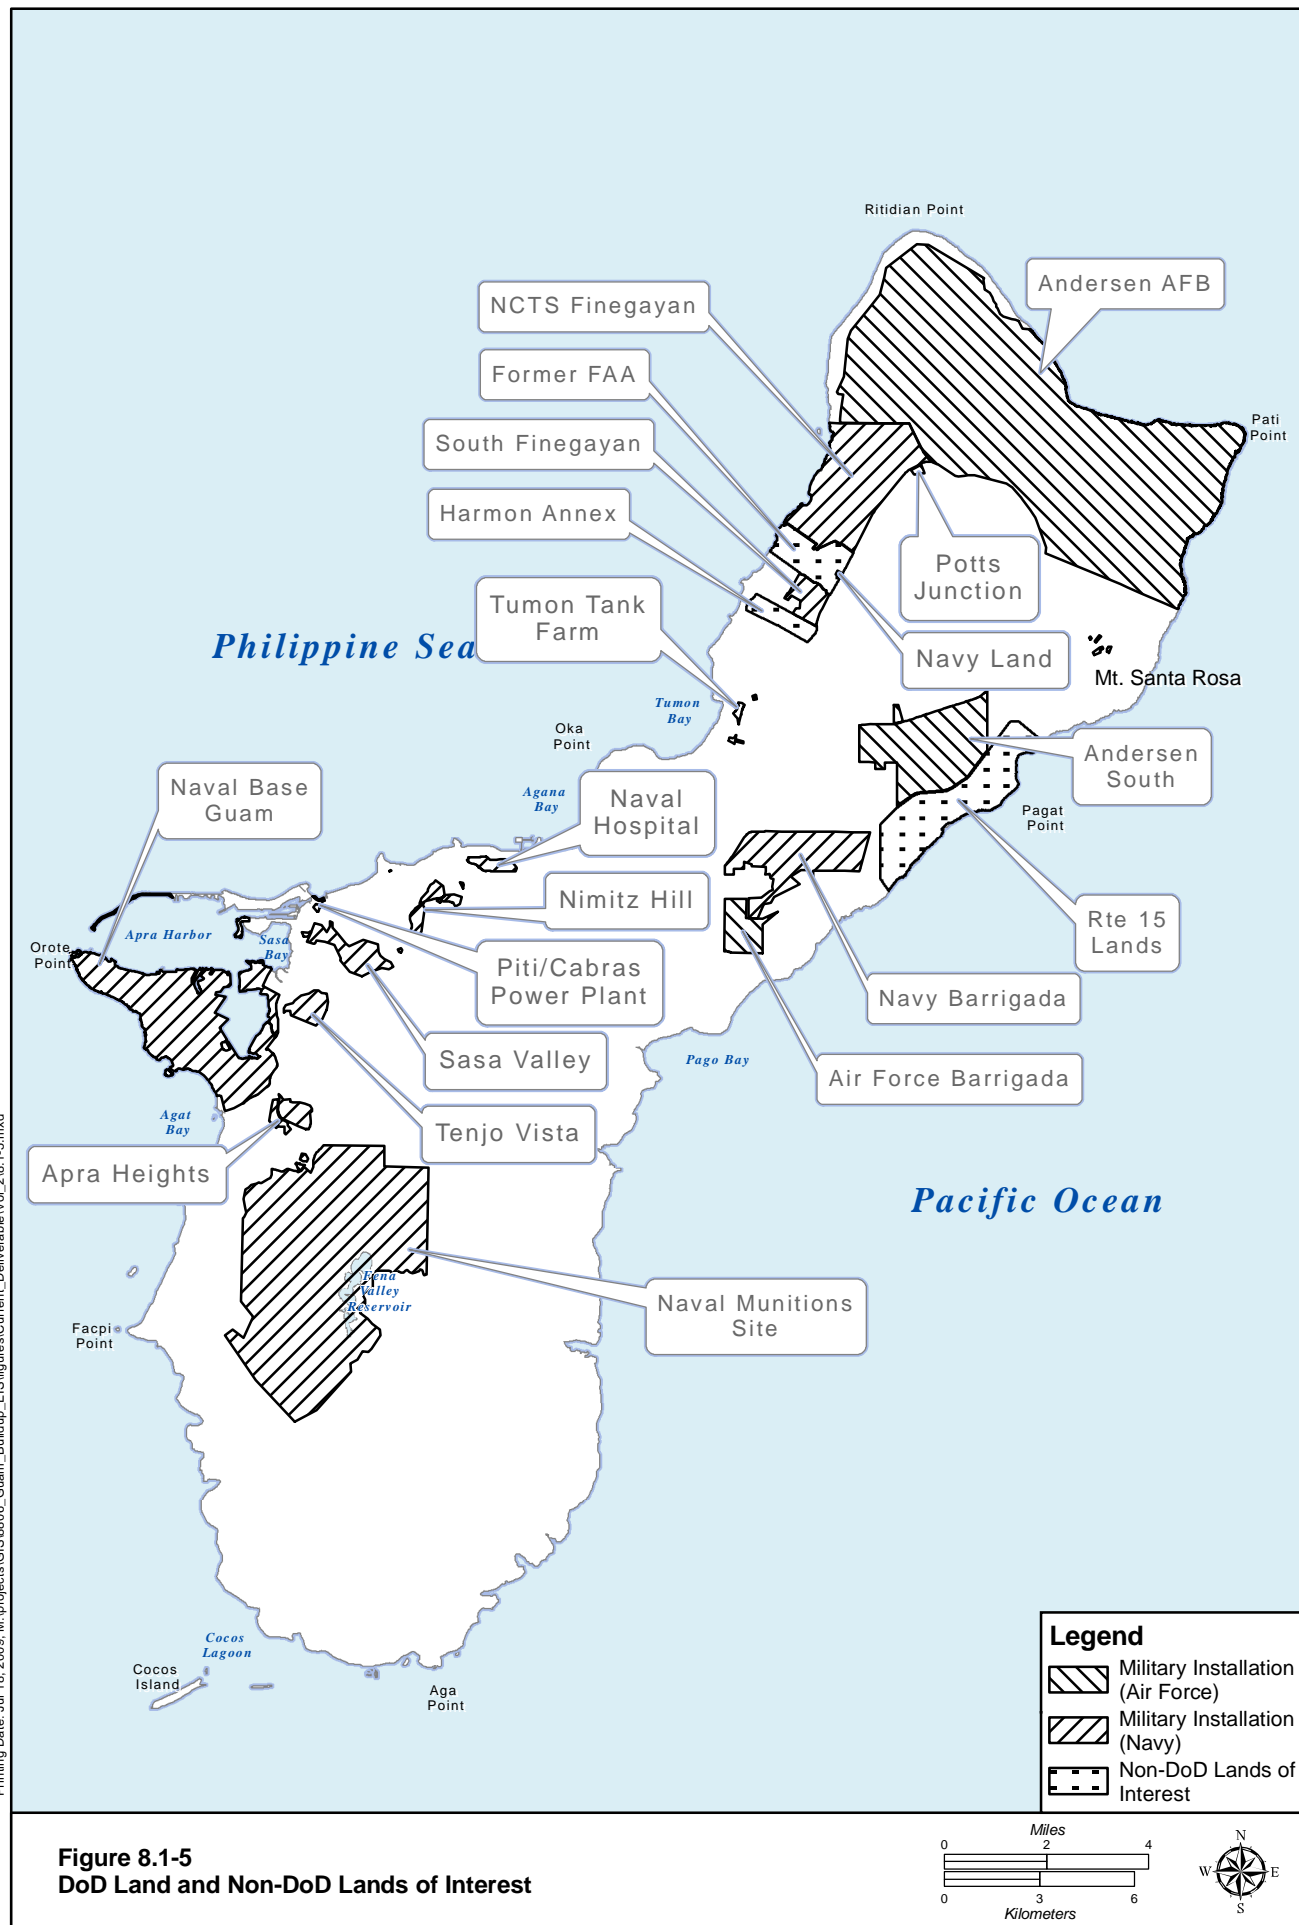 Ritidian Point
Andersen AFB
NCTS Finegayan
Former FAA
South Finegayan
Harmon Annex
Tumon Tank
Farm
Pati
Point
Potts
Junction
Navy Land
Philippine Sea
Mt. Santa Rosa
Tumon
Bay
Oka
Point
Andersen
South
Naval Base
Guam
Agana
Bay
Naval
Hospital
Pagat
Point
Nimitz Hill
Rte 15
Lands
Orote
Point
Apra Harbor
Sasa
Bay
Piti/Cabras
Power Plant
Navy Barrigada
Sasa Valley
Pago Bay
Air Force Barrigada
Agat
Bay
Tenjo Vista
Apra Heights
Pacific Ocean
Fena
Valley
Reservoir
Naval Munitions
Site
Facpi
Point
Cocos
Lagoon
Cocos
Island
Aga
Point
Legend
Military Installation
(Air Force)
Military Installation
(Navy)
Non-DoD Lands of
Interest
Figure 8.1-5
DoD Land and Non-DoD Lands of Interest
Miles
0 2 4
0 3 6
Kilometers
N
W E
S